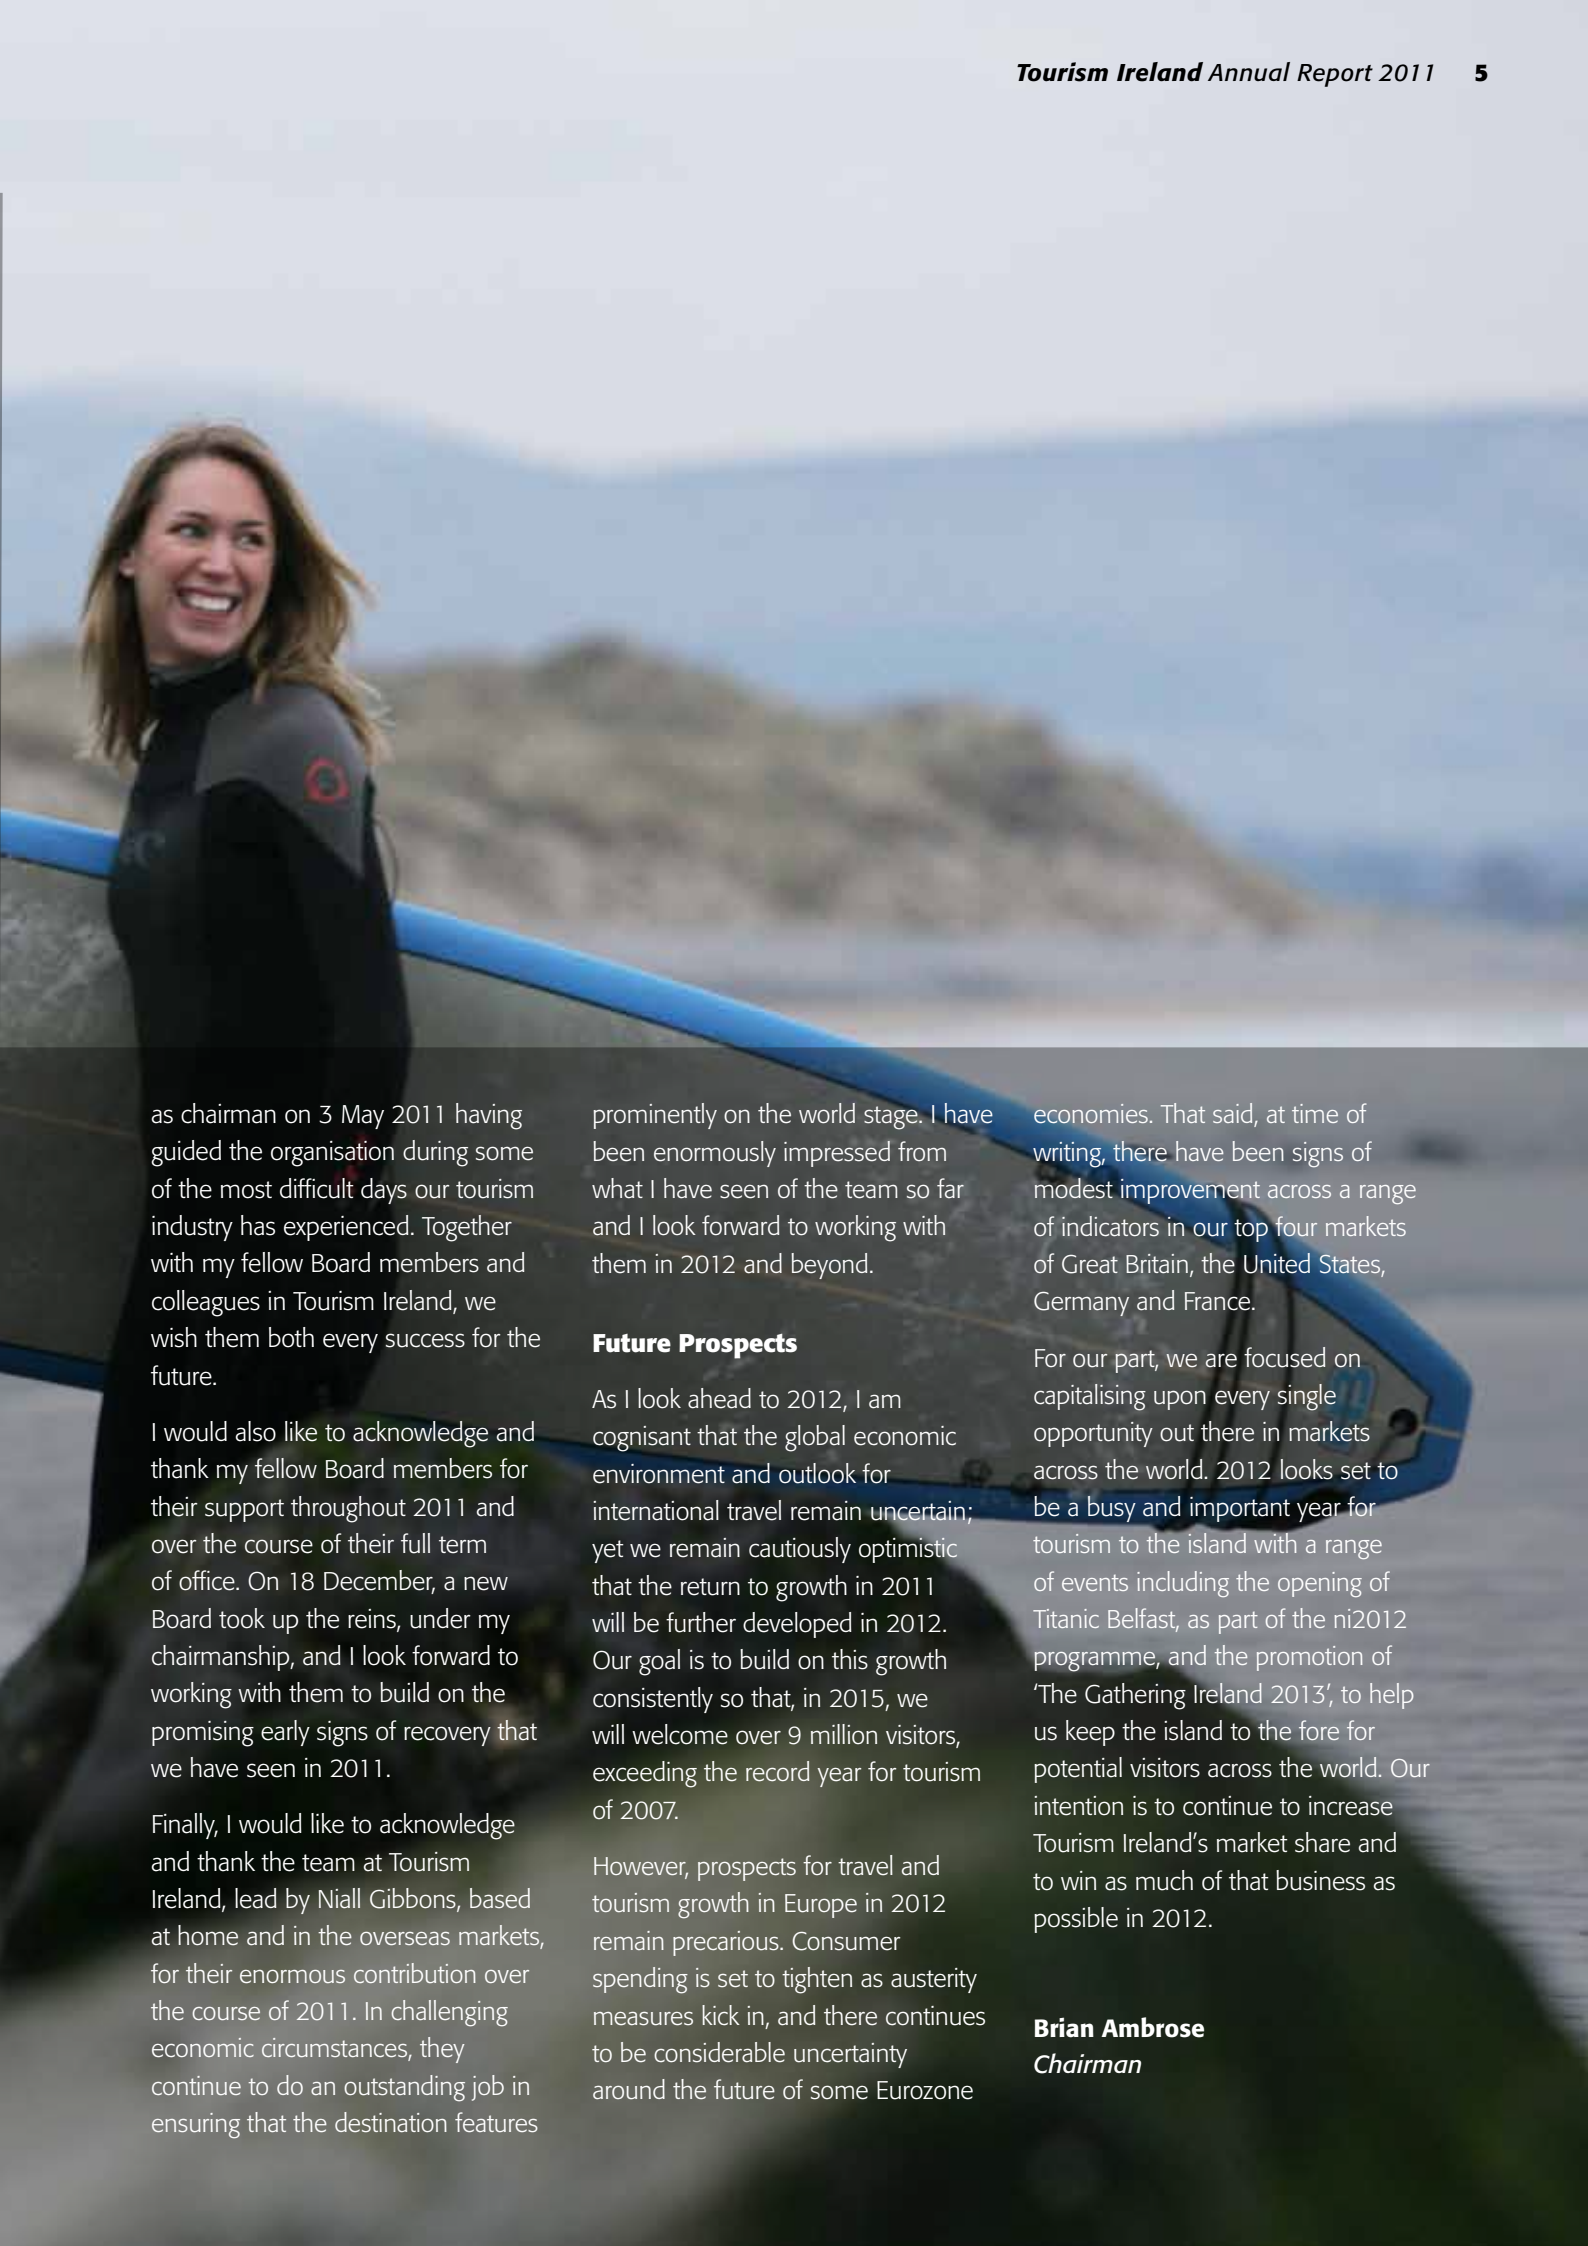 Tourism Ireland Annual Report 2011 5
as chairman on 3 May 2011 having
guided the organisation during some
of the most difficult days our tourism
industry has experienced. Together
with my fellow Board members and
colleagues in Tourism Ireland, we
wish them both every success for the
future.
I would also like to acknowledge and
thank my fellow Board members for
their support throughout 2011 and
over the course of their full term
of office. On 18 December, a new
Board took up the reins, under my
chairmanship, and I look forward to
working with them to build on the
promising early signs of recovery that
we have seen in 2011.
Finally, I would like to acknowledge
and thank the team at Tourism
Ireland, lead by Niall Gibbons, based
at home and in the overseas markets,
for their enormous contribution over
the course of 2011. In challenging
economic circumstances, they
continue to do an outstanding job in
ensuring that the destination features
prominently on the world stage. I have
been enormously impressed from
what I have seen of the team so far
and I look forward to working with
them in 2012 and beyond.
Future Prospects
As I look ahead to 2012, I am
cognisant that the global economic
environment and outlook for
international travel remain uncertain;
yet we remain cautiously optimistic
that the return to growth in 2011
will be further developed in 2012.
Our goal is to build on this growth
consistently so that, in 2015, we
will welcome over 9 million visitors,
exceeding the record year for tourism
of 2007.
However, prospects for travel and
tourism growth in Europe in 2012
remain precarious. Consumer
spending is set to tighten as austerity
measures kick in, and there continues
to be considerable uncertainty
around the future of some Eurozone
economies. That said, at time of
writing, there have been signs of
modest improvement across a range
of indicators in our top four markets
of Great Britain, the United States,
Germany and France.
For our part, we are focused on
capitalising upon every single
opportunity out there in markets
across the world. 2012 looks set to
be a busy and important year for
tourism to the island with a range
of events including the opening of
Titanic Belfast, as part of the ni2012
programme, and the promotion of
‘The Gathering Ireland 2013’, to help
us keep the island to the fore for
potential visitors across the world. Our
intention is to continue to increase
Tourism Ireland’s market share and
to win as much of that business as
possible in 2012.
Brian Ambrose
Chairman